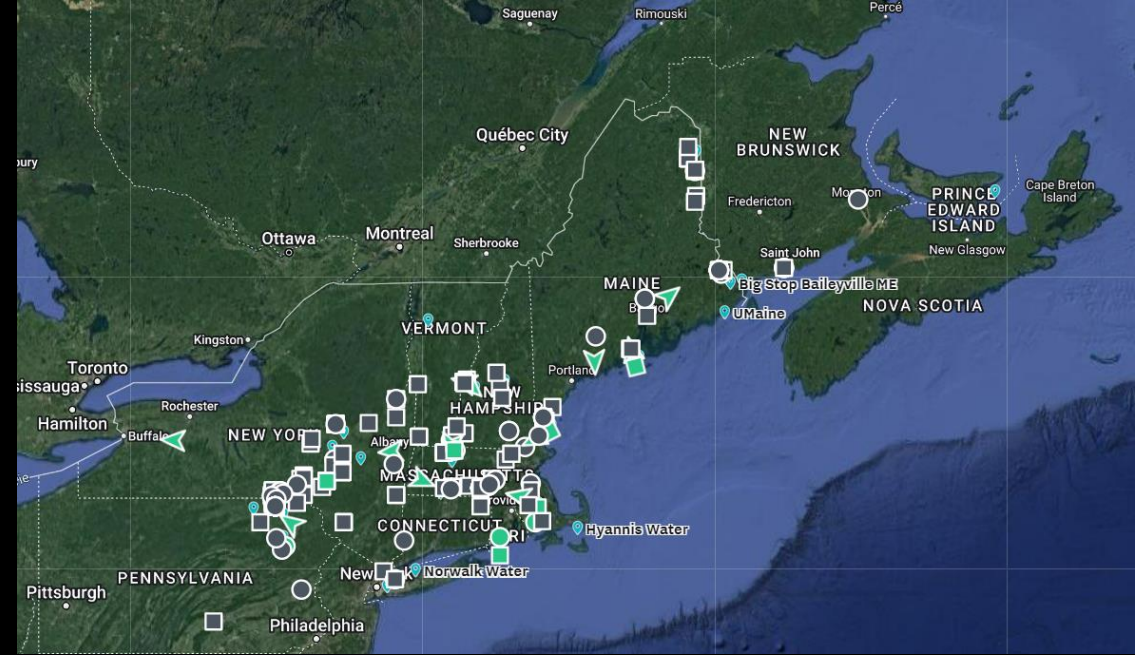 Saguenay
Rimouski
Percé
Québec City
NEW
BRUNSWICK
Fredericton
PRINCE
EDWARD
ISLAND
Cape Breton
Island
New Glasgow
Ottawa
Montreal
Sherbrooke
Saint John
MAINE
Big Stop Baileyville ME
NOVA SCOTIA
UMaine
VERMONT
Kingston
Toronto
Portland
Rochester
HAMPSHIRE
Hamilton
Buffalo
NEW YORK
Albany
MASSACHUSETTS
CONNECTICUT
RI
Hyannis Water
Norwalk Water
PENNSYLVANIA
Pittsburgh
Philadelphia